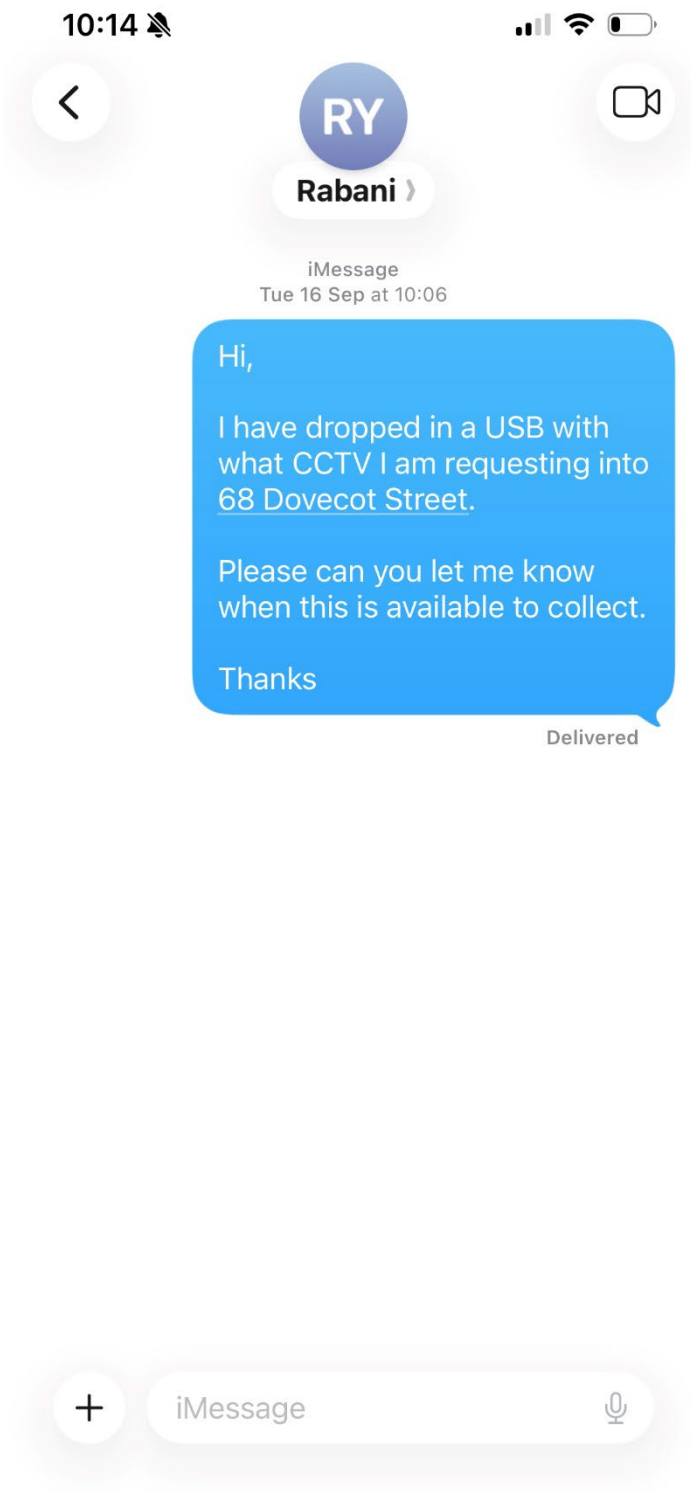 10:14
RY
Rabani
iMessage
Tue 16 Sep at 10:06
Hi,
I have dropped in a USB with
what CCTV I am requesting into
68 Dovecot Street.
Please can you let me know
when this is available to collect.
Thanks
Delivered
iMessage